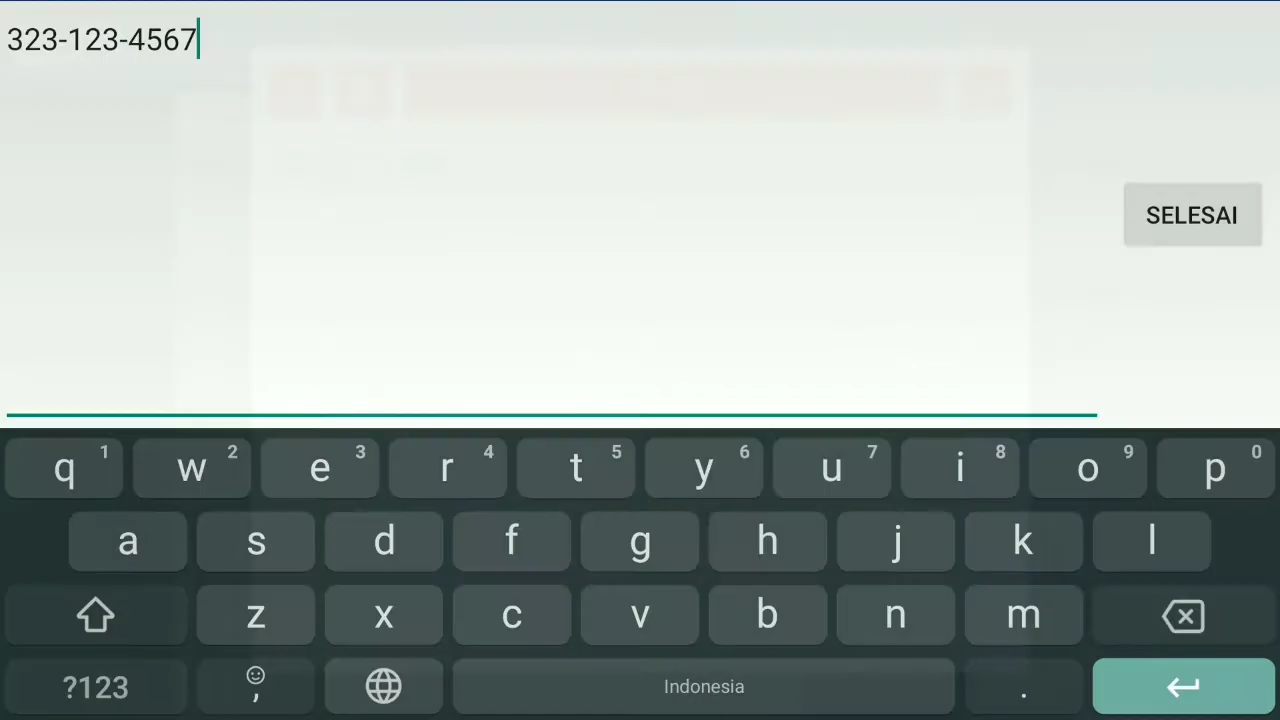 323-123-4567
SELESAI
q 1 w 2 e 3 r 4 t 5 y 6 u 7 i 8 o 9 p 0
a s d f g h j k l
z x c v b n m
?123 , Indonesia .